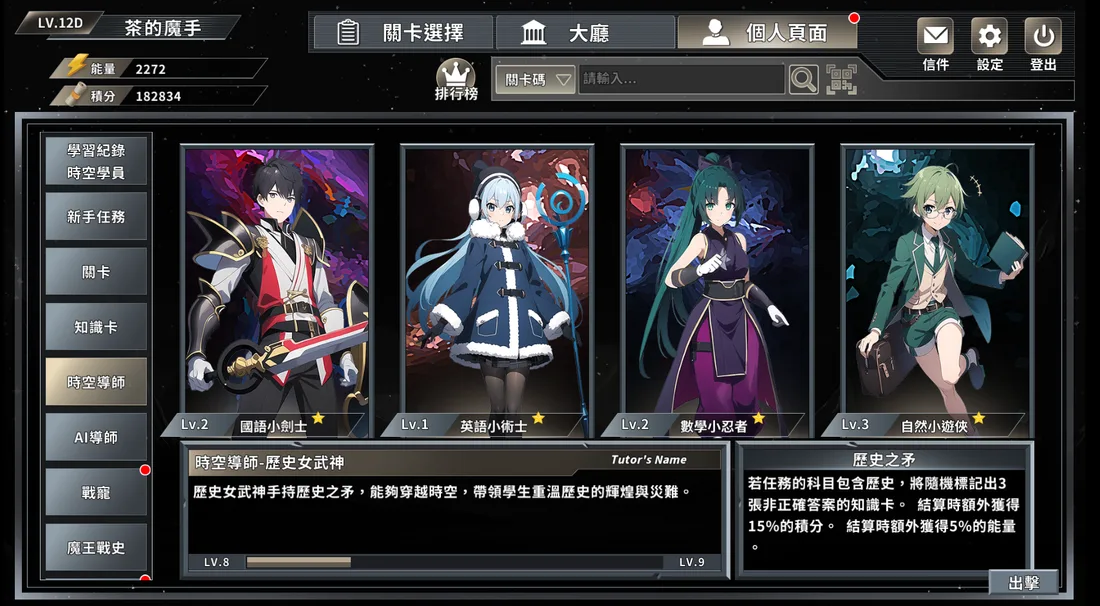 LV.12D
茶的魔手
關卡選擇
大廳
個人頁面
信件
設定
登出
能量 2272
積分 182834
排行榜
關卡碼
請輸入...
學習紀錄
時空學員
新手任務
關卡
知識卡
時空導師
AI導師
戰寵
魔王戰史
Lv.2 國語小劍士
Lv.1 英語小術士
Lv.2 數學小忍者
Lv.3 自然小遊俠
時空導師-歷史女武神
Tutor's Name
歷史女武神手持歷史之矛，能夠穿越時空，帶領學生重溫歷史的輝煌與災難。
LV.8
LV.9
歷史之矛
若任務的科目包含歷史，將隨機標記出3
張非正確答案的知識卡。 結算時額外獲得
15%的積分。 結算時額外獲得5%的能量
。
出擊